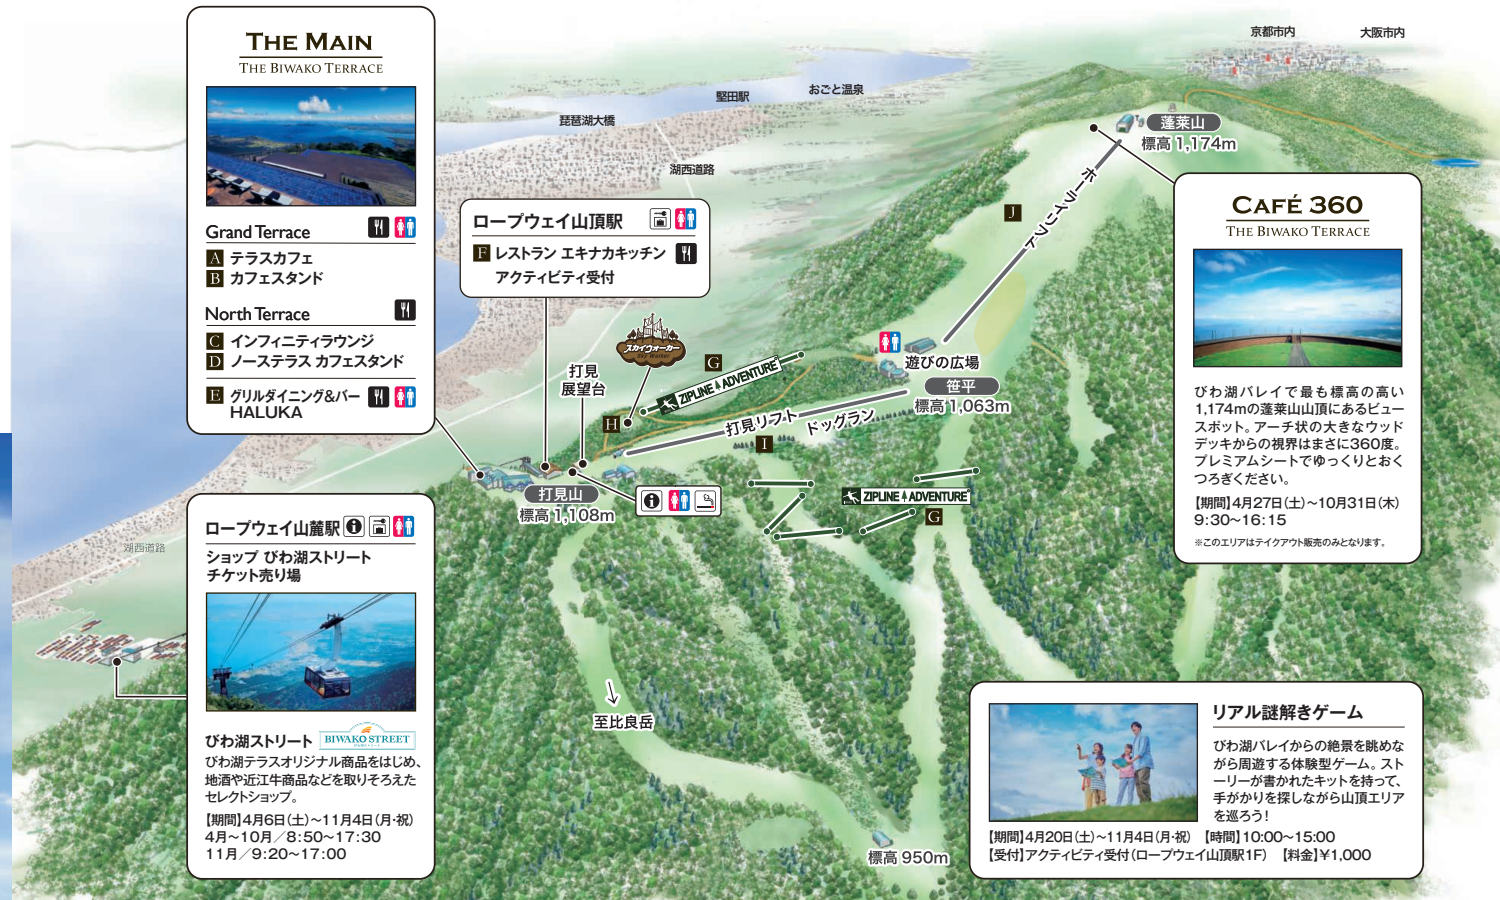 THE MAIN
THE BIWAKO TERRACE
Grand Terrace
A テラスカフェ
B カフェスタンド
North Terrace
C インフィニティラウンジ
D ノーステラス カフェスタンド
E グリルダイニング&バー
HALUKA
ロープウェイ山頂駅
F レストラン エキナカキッチン
アクティビティ受付
琵琶湖大橋
堅田駅
おごと温泉
湖西道路
京都市内
大阪市内
蓬莱山
標高 1,174m
ホーライリフト
J
CAFÉ 360
THE BIWAKO TERRACE
びわ湖バレイで最も標高の高い
1,174mの蓬莱山山頂にあるビュー
スポット。アーチ状の大きなウッド
デッキからの視界はまさに360度。
プレミアムシートでゆっくりとおく
つろぎください。
【期間】4月27日(土)～10月31日(木)
9:30～16:15
※このエリアはテイクアウト販売のみとなります。
スカイウォーカー
Sky Walker
G
ZIPLINE ADVENTURE
打見
展望台
H
遊びの広場
笹平
標高 1,063m
打見リフト
ドッグラン
I
打見山
標高 1,108m
ZIPLINE ADVENTURE
G
湖西道路
ロープウェイ山麓駅
ショップ びわ湖ストリート
チケット売り場
びわ湖ストリート
BIWAKO STREET
びわ湖テラスオリジナル商品をはじめ、
地酒や近江牛商品などを取りそろえた
セレクトショップ。
【期間】4月6日(土)～11月4日(月・祝)
4月～10月／8:50～17:30
11月／9:20～17:00
至比良岳
標高 950m
リアル謎解きゲーム
びわ湖バレイからの絶景を眺めな
がら周遊する体験型ゲーム。スト
ーリーが書かれたキットを持って、
手がかりを探しながら山頂エリア
を巡ろう!
【期間】4月20日(土)～11月4日(月・祝) 【時間】10:00～15:00
【受付】アクティビティ受付(ロープウェイ山頂駅1F) 【料金】¥1,000